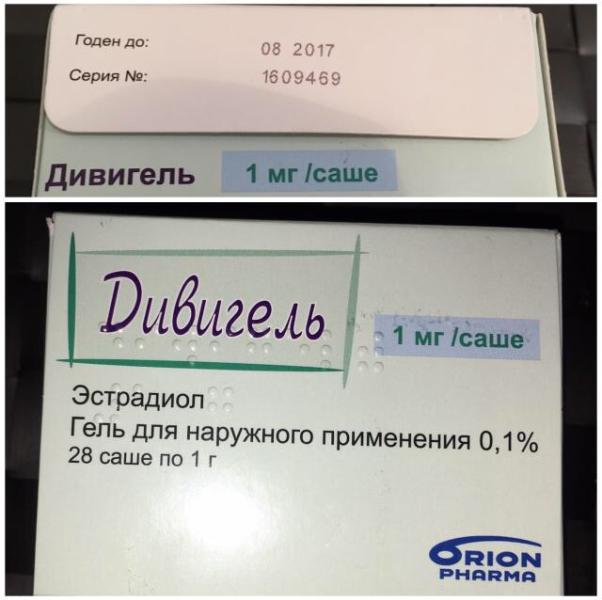 Годен до: 08 2017
Серия №: 1609469
Дивигель 1 мг /саше
Дивигель
1 мг /саше
Эстрадиол
Гель для наружного применения 0,1%
28 саше по 1 г
ORION
PHARMA